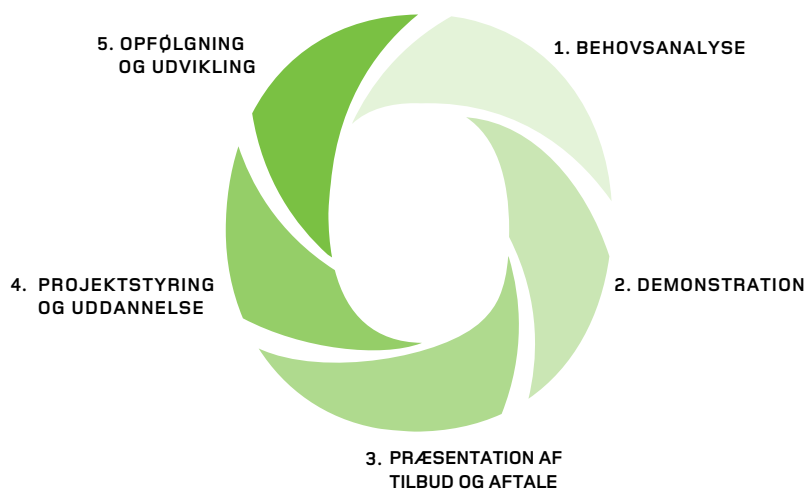 1. BEHOVSANALYSE
2. DEMONSTRATION
3. PRÆSENTATION AF
TILBUD OG AFTALE
4. PROJEKTSTYRING
OG UDDANNELSE
5. OPFØLGNING
OG UDVIKLING